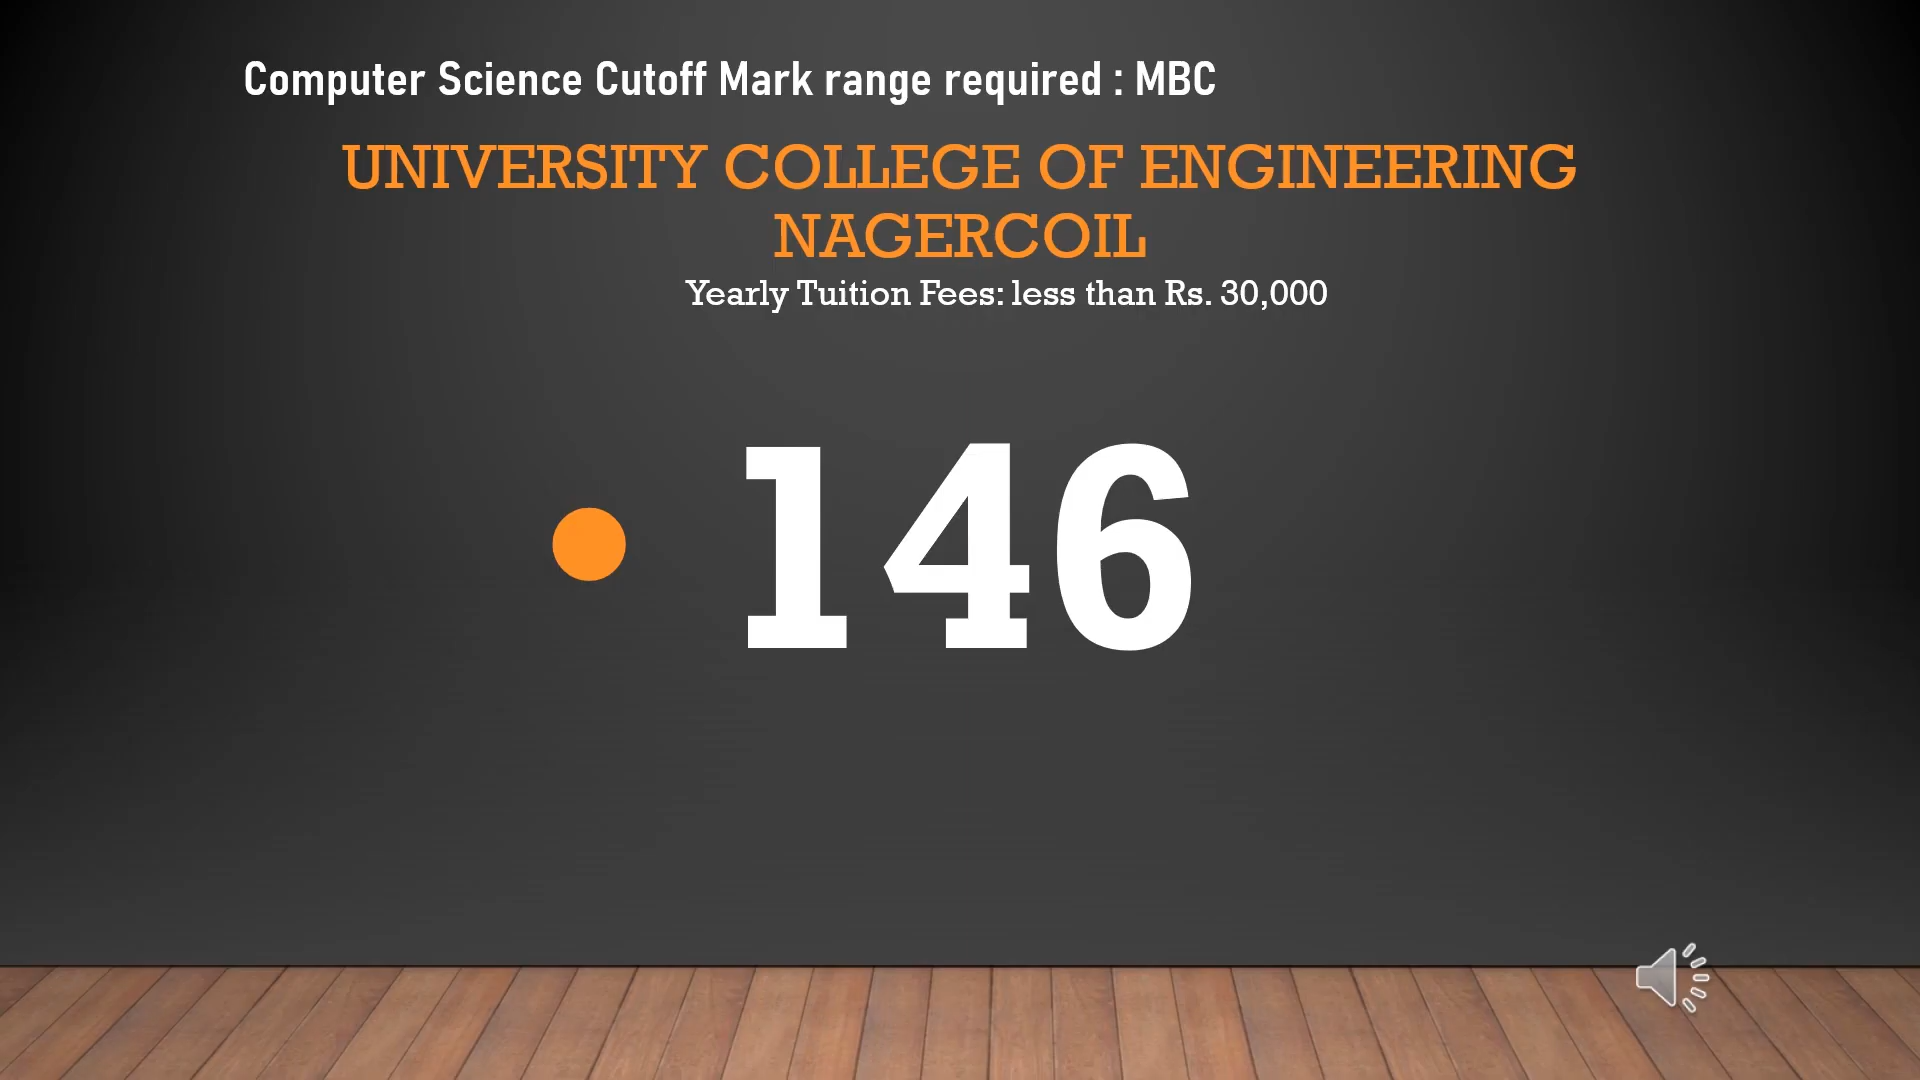 Computer Science Cutoff Mark range required : MBC
UNIVERSITY COLLEGE OF ENGINEERING
NAGERCOIL
Yearly Tuition Fees: less than Rs. 30,000
146